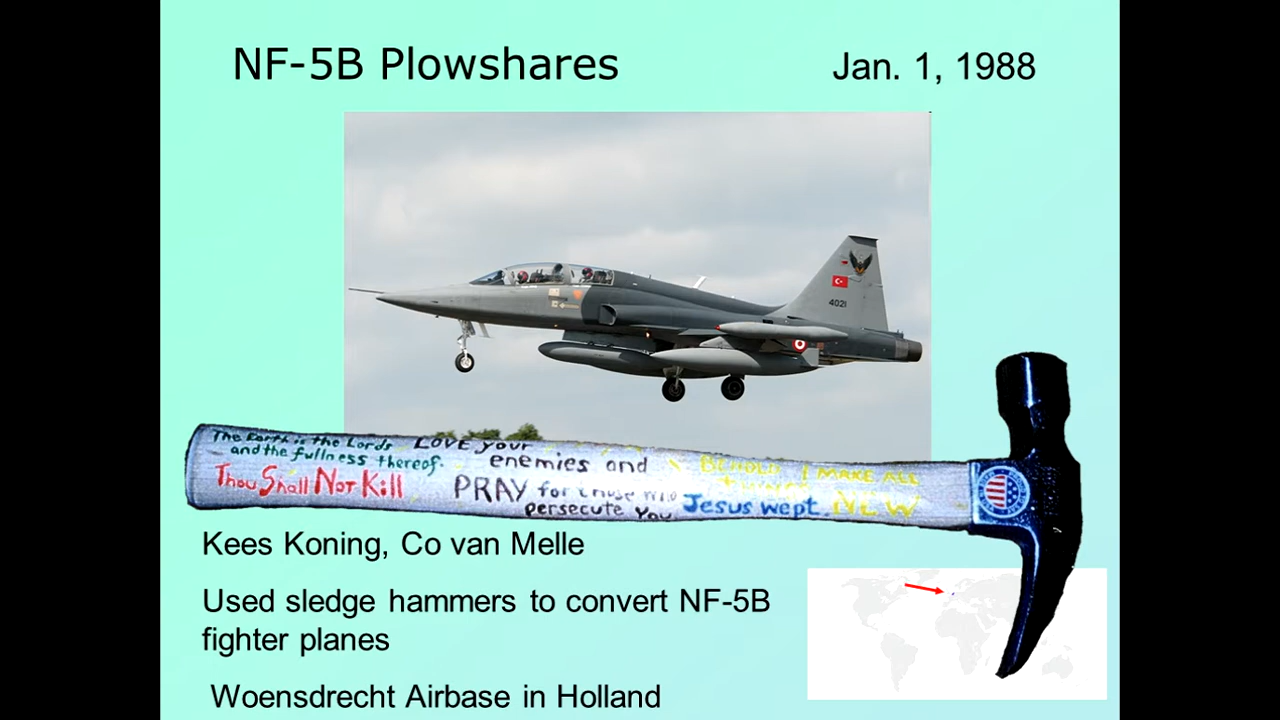 NF-5B Plowshares
Jan. 1, 1988
4021
The Earth is the Lords
and the fullness thereof.
Thou Shall Not Kill
LOVE your
enemies and
PRAY for those who
persecute you
BEHOLD I MAKE ALL
THINGS
NEW
Jesus wept.
Kees Koning, Co van Melle
Used sledge hammers to convert NF-5B
fighter planes
Woensdrecht Airbase in Holland